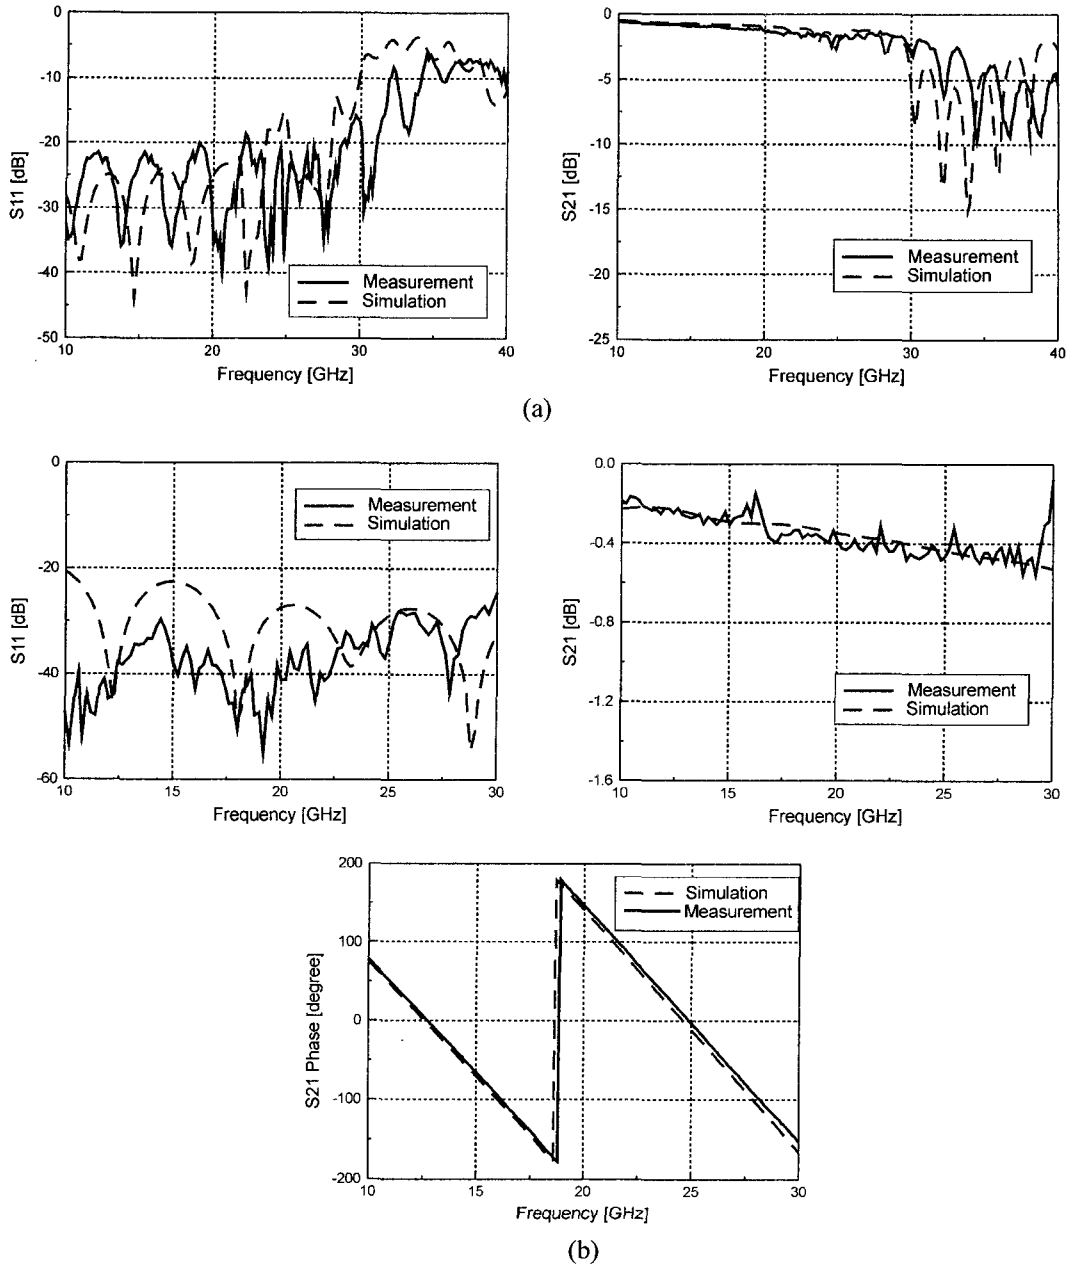 0
-10
-20
-30
-40
-50
S11 [dB]
Measurement
Simulation
10 20 30 40
Frequency [GHz]
0
-5
-10
-15
-20
-25
S21 [dB]
Measurement
Simulation
10 20 30 40
Frequency [GHz]
(a)
0
-20
-40
-60
S11 [dB]
Measurement
Simulation
10 15 20 25 30
Frequency [GHz]
0.0
-0.4
-0.8
-1.2
-1.6
S21 [dB]
Measurement
Simulation
10 15 20 25 30
Frequency [GHz]
200
100
0
-100
-200
S21 Phase [degree]
Simulation
Measurement
10 15 20 25 30
Frequency [GHz]
(b)